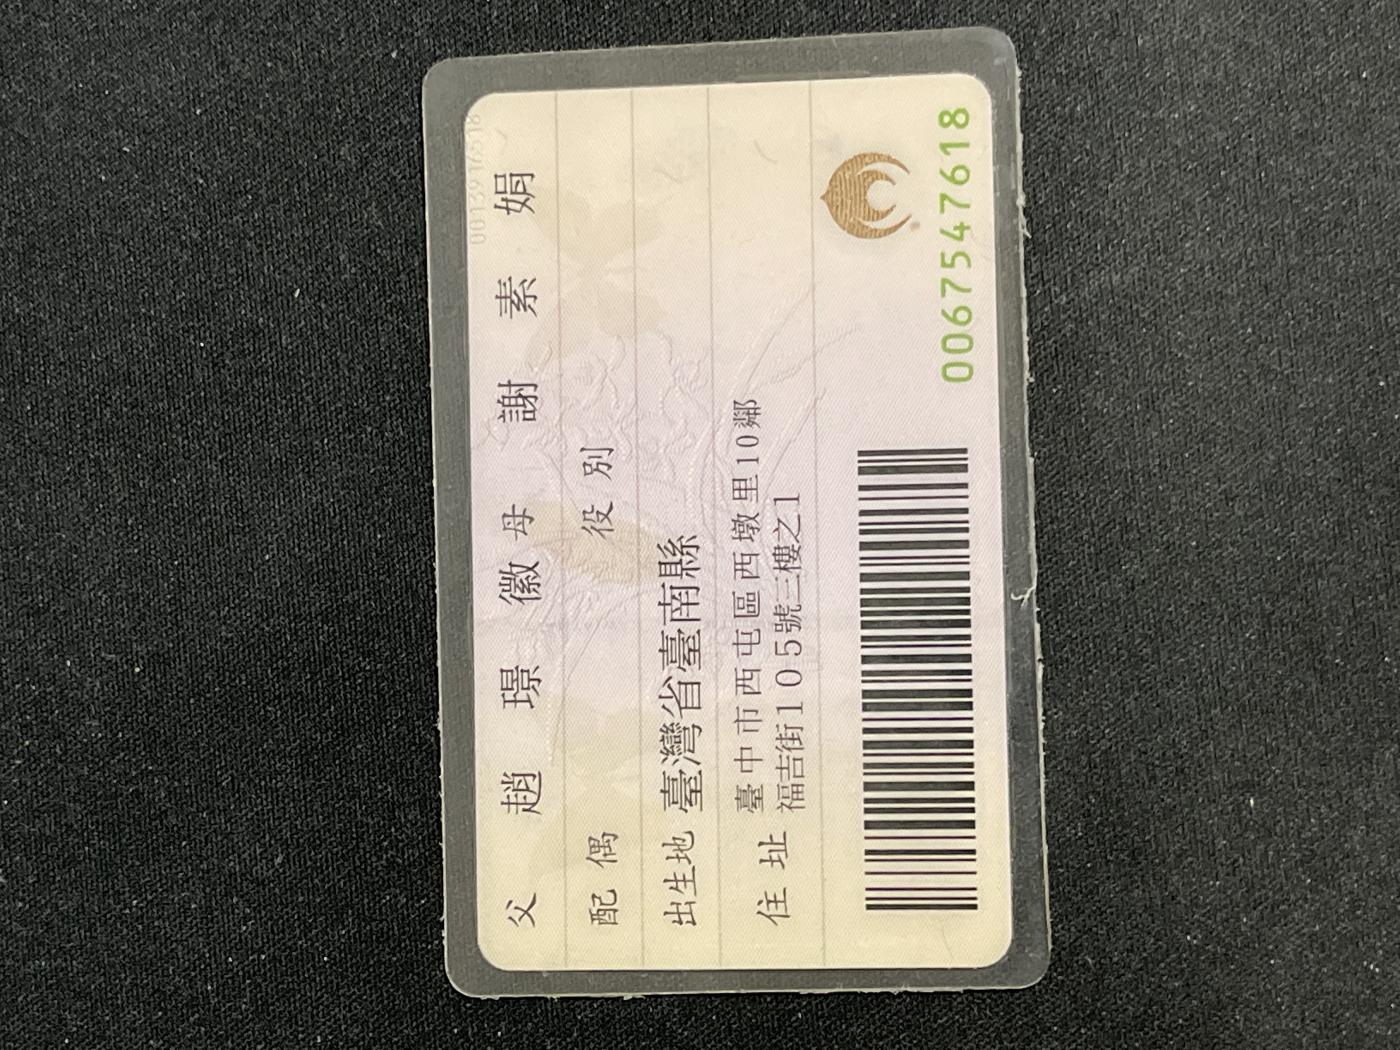 父 趙璟徽 母 謝素娟
配偶 役別
出生地 臺灣省臺南縣
住址 臺中市西屯區西墩里10鄰
福吉街105號三樓之1
0067547618